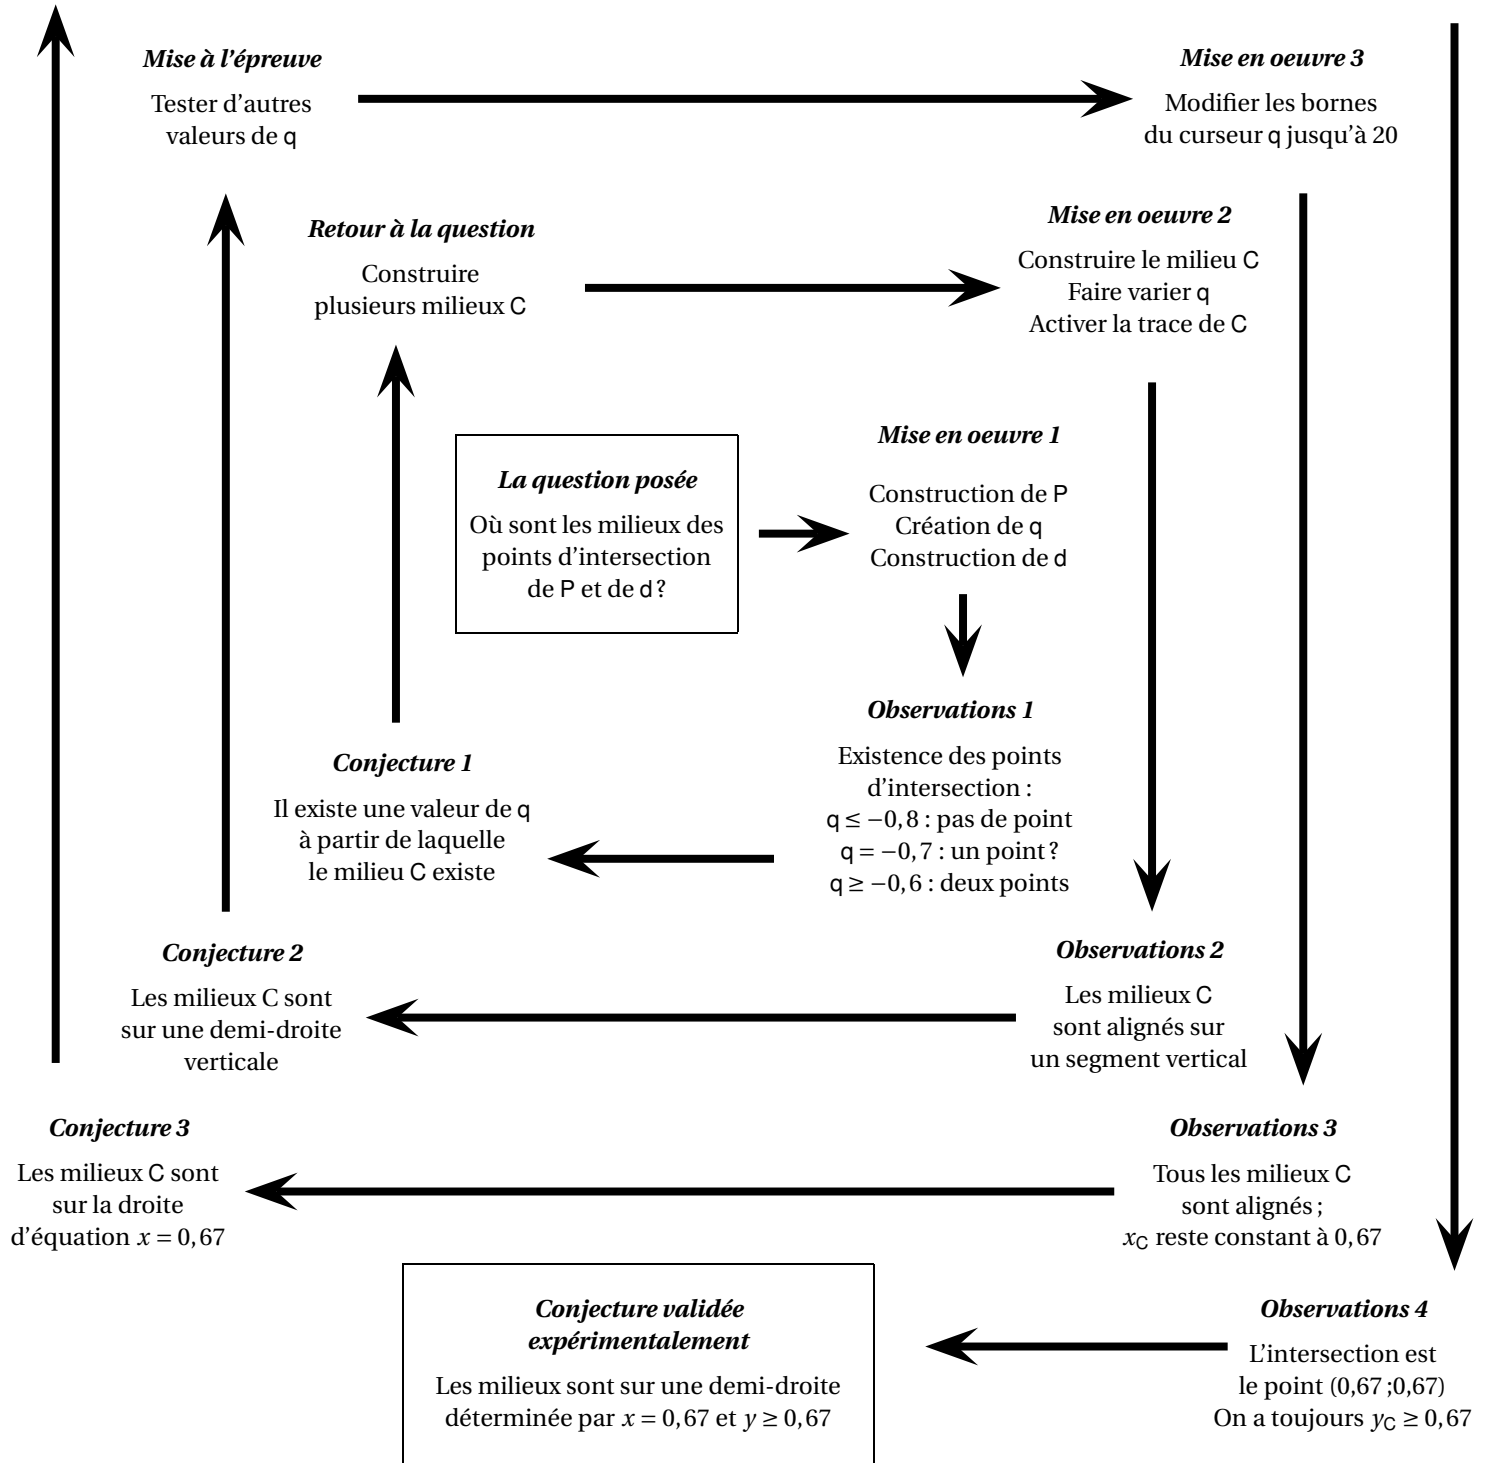 Mise à l'épreuve
Tester d'autres
valeurs de q
Mise en oeuvre 3
Modifier les bornes
du curseur q jusqu'à 20
Retour à la question
Construire
plusieurs milieux C
Mise en oeuvre 2
Construire le milieu C
Faire varier q
Activer la trace de C
La question posée
Où sont les milieux des
points d'intersection
de P et de d ?
Mise en oeuvre 1
Construction de P
Création de q
Construction de d
Observations 1
Existence des points
d'intersection :
q ≤ −0,8 : pas de point
q = −0,7 : un point ?
q ≥ −0,6 : deux points
Conjecture 1
Il existe une valeur de q
à partir de laquelle
le milieu C existe
Conjecture 2
Les milieux C sont
sur une demi-droite
verticale
Observations 2
Les milieux C
sont alignés sur
un segment vertical
Conjecture 3
Les milieux C sont
sur la droite
d'équation x = 0,67
Observations 3
Tous les milieux C
sont alignés ;
xC reste constant à 0,67
Conjecture validée
expérimentalement
Les milieux sont sur une demi-droite
déterminée par x = 0,67 et y ≥ 0,67
Observations 4
L'intersection est
le point (0,67 ;0,67)
On a toujours yC ≥ 0,67